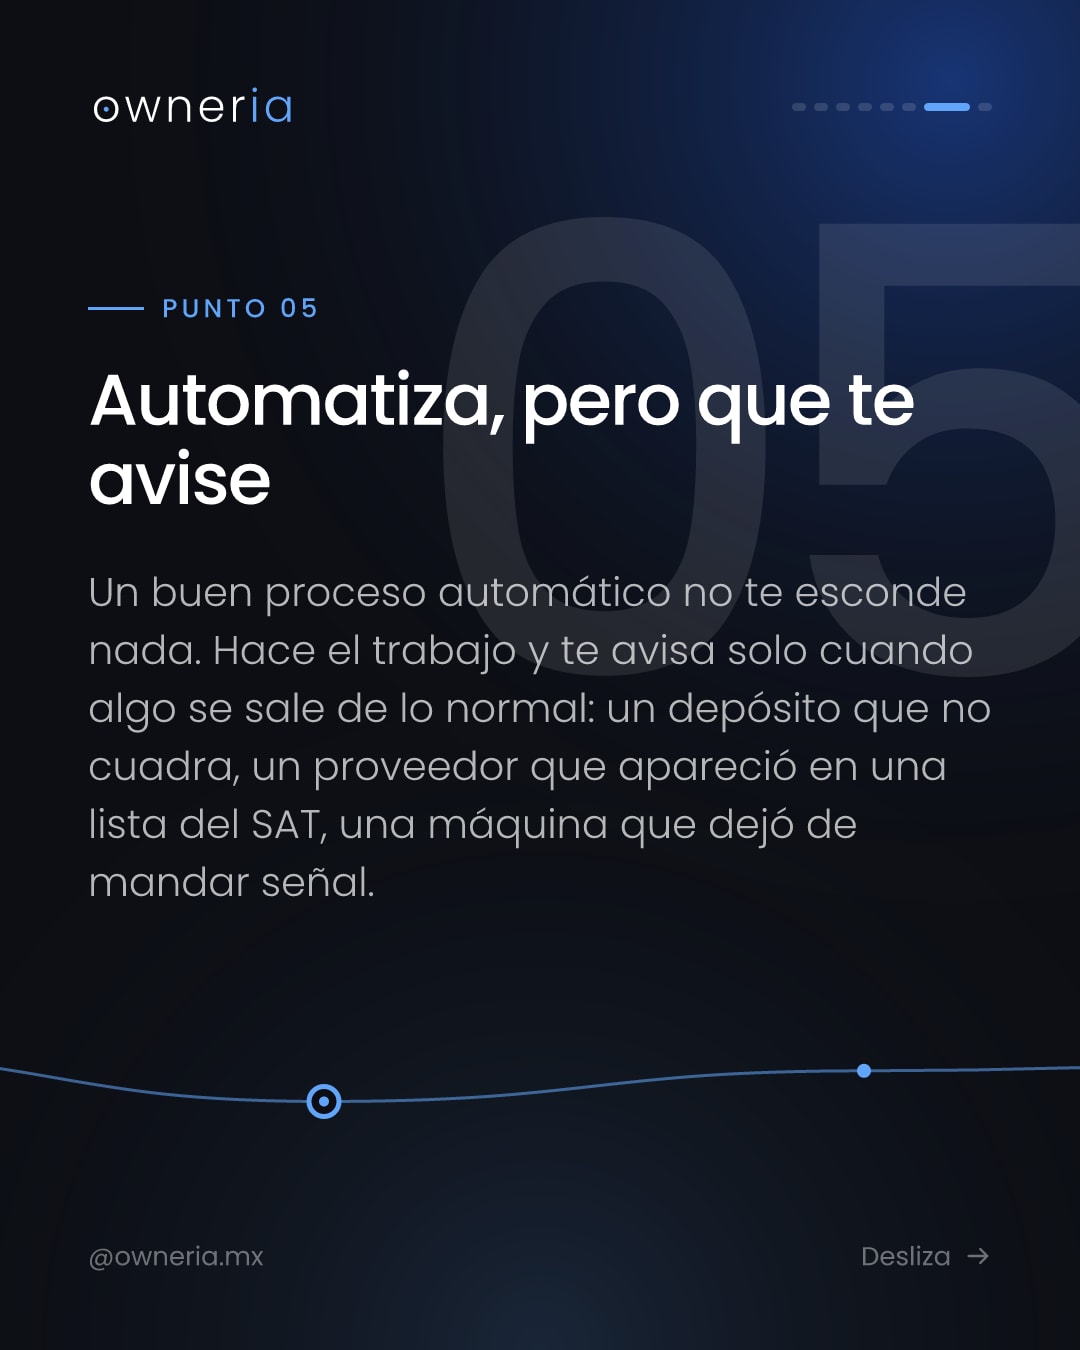 owneria
05
PUNTO 05
Automatiza, pero que te
avise
Un buen proceso automático no te esconde
nada. Hace el trabajo y te avisa solo cuando
algo se sale de lo normal: un depósito que no
cuadra, un proveedor que apareció en una
lista del SAT, una máquina que dejó de
mandar señal.
@owneria.mx
Desliza →